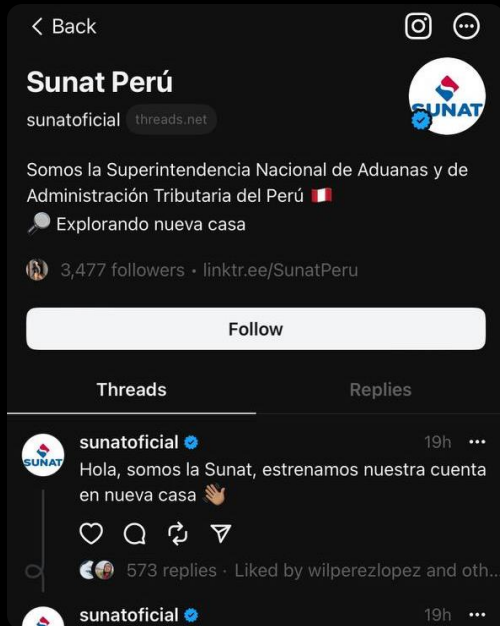 Back
Sunat Perú
SUNAT
sunatoficial threads.net
Somos la Superintendencia Nacional de Aduanas y de
Administración Tributaria del Perú
Explorando nueva casa
3,477 followers • linktr.ee/SunatPeru
Follow
Threads Replies
sunatoficial 19h
SUNAT
Hola, somos la Sunat, estrenamos nuestra cuenta
en nueva casa
573 replies · Liked by wilperezlopez and oth...
sunatoficial 19h